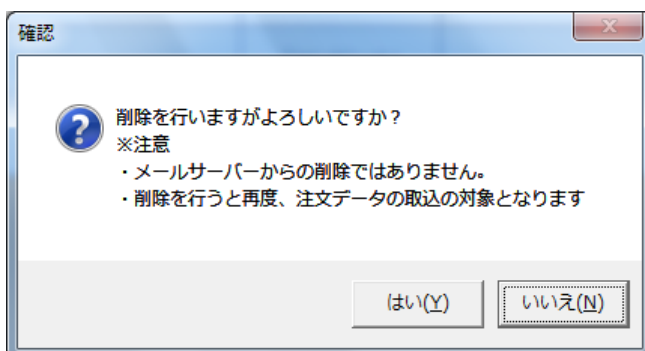 確認
削除を行いますがよろしいですか？
※注意
・メールサーバーからの削除ではありません。
・削除を行うと再度、注文データの取込の対象となります
はい(Y) いいえ(N)